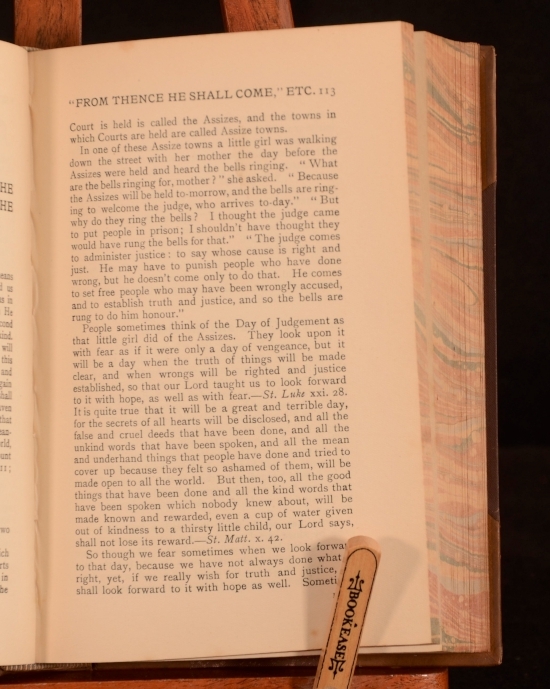 "FROM THENCE HE SHALL COME," ETC. 113
Court is held is called the Assizes, and the towns in
which Courts are held are called Assize towns.
In one of these Assize towns a little girl was walking
down the street with her mother the day before the
Assizes were held and heard the bells ringing. "What
are the bells ringing for, mother?" she asked. "Because
the Assizes will be held to-morrow, and the bells are ring-
ing to welcome the judge, who arrives to-day." "But
why do they ring the bells? I thought the judge came
to put people in prison; I shouldn't have thought they
would have rung the bells for that." "The judge comes
to administer justice: to say whose cause is right and
just. He may have to punish people who have done
wrong, but he doesn't come only to do that. He comes
to set free people who may have been wrongly accused,
and to establish truth and justice, and so the bells are
rung to do him honour."
People sometimes think of the Day of Judgement as
that little girl did of the Assizes. They look upon it
with fear as if it were only a day of vengeance, but it
will be a day when the truth of things will be made
clear, and when wrongs will be righted and justice
established, so that our Lord taught us to look forward
to it with hope, as well as with fear.—St. Luke xxi. 28.
It is quite true that it will be a great and terrible day,
for the secrets of all hearts will be disclosed, and all the
false and cruel deeds that have been done, and all the
unkind words that have been spoken, and all the mean
and underhand things that people have done and tried to
cover up because they felt so ashamed of them, will be
made open to all the world. But then, too, all the good
things that have been done and all the kind words that
have been spoken which nobody knew about, will be
made known and rewarded, even a cup of water given
out of kindness to a thirsty little child, our Lord says,
shall not lose its reward.—St. Matt. x. 42.
So though we fear sometimes when we look forwar
to that day, because we have not always done what
right, yet, if we really wish for truth and justice,
shall look forward to it with hope as well. Someti
BOOK EASE
HE
HE